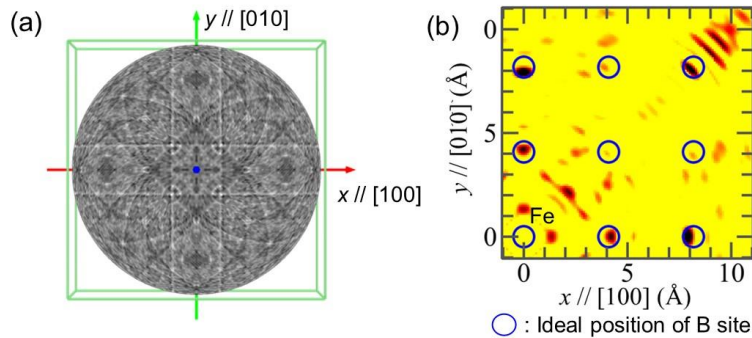 (a)
y // [010]
x // [100]
(b)
0
5
0
y // [010] (Å)
Fe
0
5
10
x // [100] (Å)
: Ideal position of B site